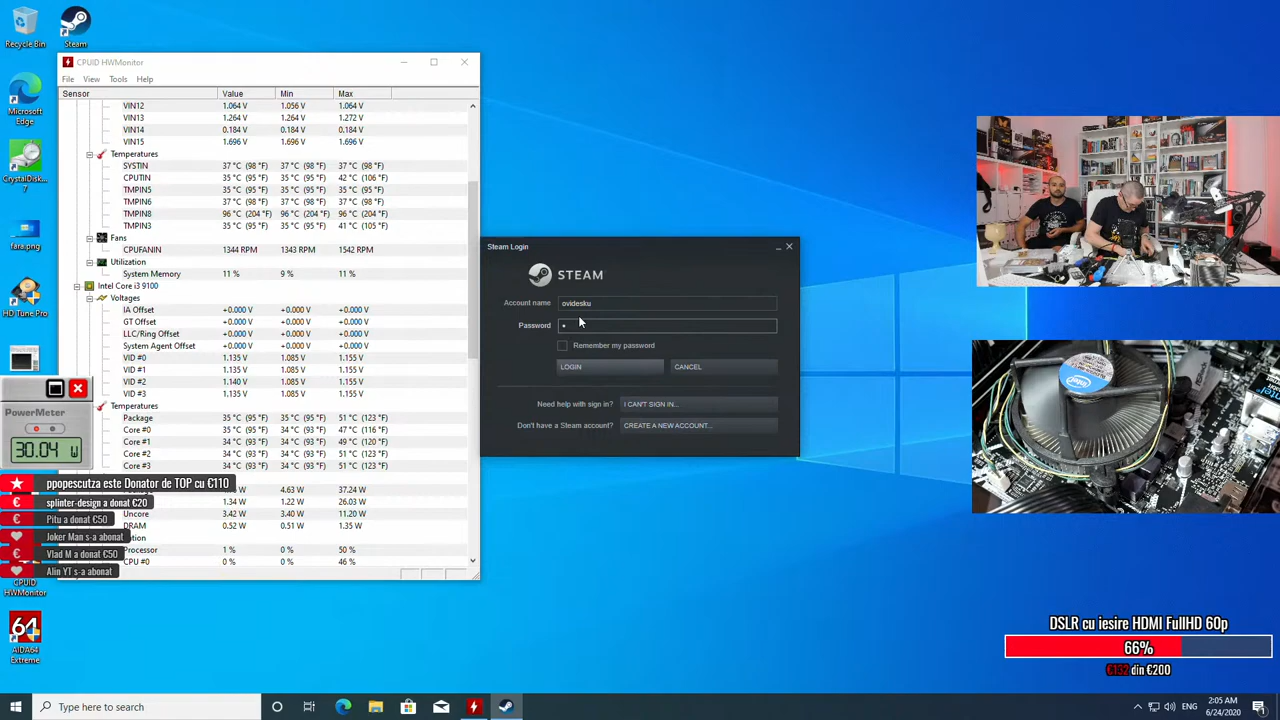 Recycle Bin
Steam
Microsoft
Edge
CrystalDisk...
7
fara.png
HD Tune Pro
CPUID HWMonitor
File View Tools Help
Sensor Value Min Max
VIN12 1.064 V 1.056 V 1.064 V
VIN13 1.264 V 1.264 V 1.272 V
VIN14 0.184 V 0.184 V 0.184 V
VIN15 1.696 V 1.696 V 1.696 V
Temperatures
SYSTIN 37 °C (98 °F) 37 °C (98 °F) 37 °C (98 °F)
CPUTIN 35 °C (95 °F) 35 °C (95 °F) 42 °C (106 °F)
TMPIN5 35 °C (95 °F) 35 °C (95 °F) 35 °C (95 °F)
TMPIN6 35 °C (95 °F) 35 °C (95 °F) 35 °C (95 °F)
TMPIN8 96 °C (204 °F) 96 °C (204 °F) 96 °C (204 °F)
TMPIN3 35 °C (95 °F) 35 °C (95 °F) 41 °C (105 °F)
Fans
CPUFANIN 1344 RPM 1343 RPM 1542 RPM
Utilization
System Memory 11 % 9 % 11 %
Intel Core i3 9100
Voltages
IA Offset +0.000 V +0.000 V +0.000 V
GT Offset +0.000 V +0.000 V +0.000 V
LLC/Ring Offset +0.000 V +0.000 V +0.000 V
System Agent Offset +0.000 V +0.000 V +0.000 V
VID #0 1.135 V 1.085 V 1.155 V
VID #1 1.135 V 1.085 V 1.155 V
VID #2 1.140 V 1.085 V 1.155 V
VID #3 1.135 V 1.085 V 1.155 V
Temperatures
Package 35 °C (95 °F) 35 °C (95 °F) 51 °C (123 °F)
Core #0 35 °C (95 °F) 34 °C (93 °F) 47 °C (116 °F)
Core #1 34 °C (93 °F) 34 °C (93 °F) 49 °C (120 °F)
Core #2 34 °C (93 °F) 34 °C (93 °F) 51 °C (123 °F)
Core #3 34 °C (93 °F) 34 °C (93 °F) 51 °C (123 °F)
4.63 W 37.24 W
1.34 W 1.22 W 26.03 W
Uncore 3.42 W 3.40 W 11.20 W
DRAM 0.52 W 0.51 W 1.35 W
Processor 1 % 0 % 50 %
CPU #0 0 % 0 % 46 %
PowerMeter
30.04 W
ppopescutza este Donator de TOP cu €110
splinter-design a donat €20
Pitu a donat €50
Joker Man s-a abonat
Vlad M a donat €50
Alin YT s-a abonat
CPUID
HWMonitor
64
AIDA64
Extreme
Steam Login
STEAM
Account name ovidesku
Password
Remember my password
LOGIN CANCEL
Need help with sign in? I CAN'T SIGN IN...
Don't have a Steam account? CREATE A NEW ACCOUNT...
intel
DSLR cu iesire HDMI FullHD 60p
66%
€132 din €200
Type here to search
ENG
2:05 AM
6/24/2020
1